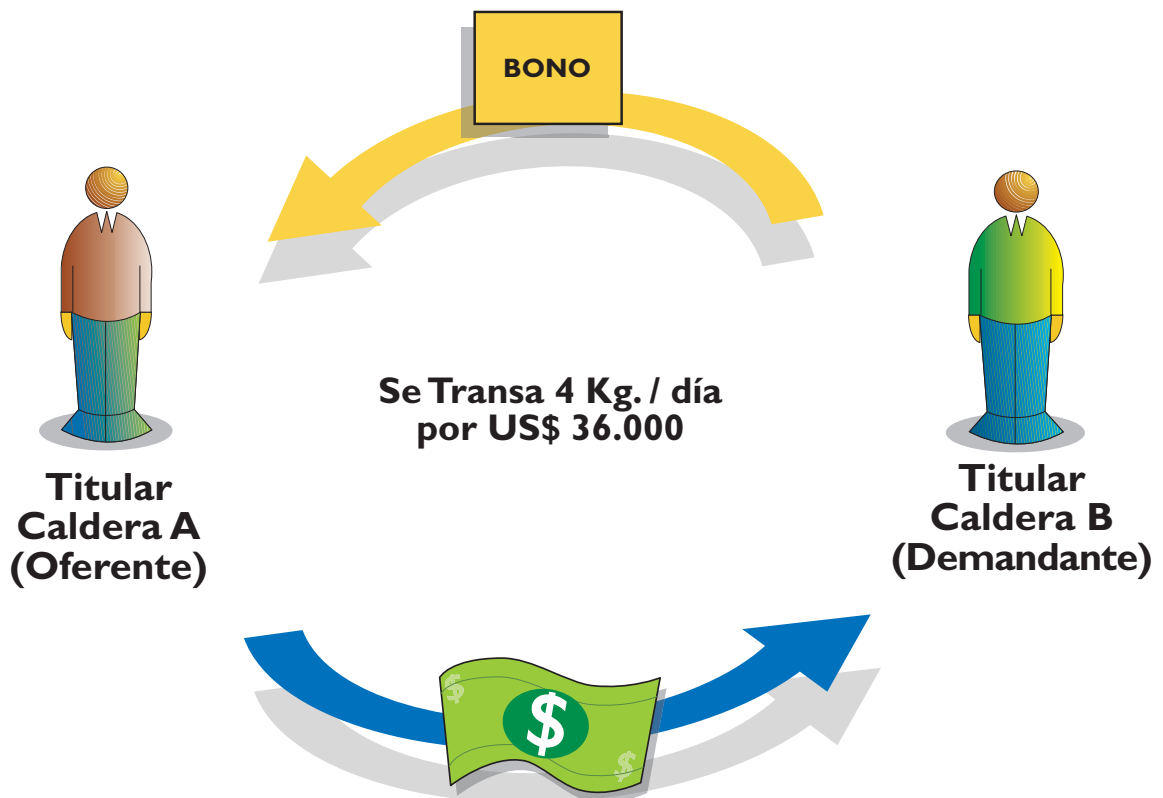 BONO
Se Transa 4 Kg. / día
por US$ 36.000
Titular
Caldera A
(Oferente)
Titular
Caldera B
(Demandante)
$
$
$